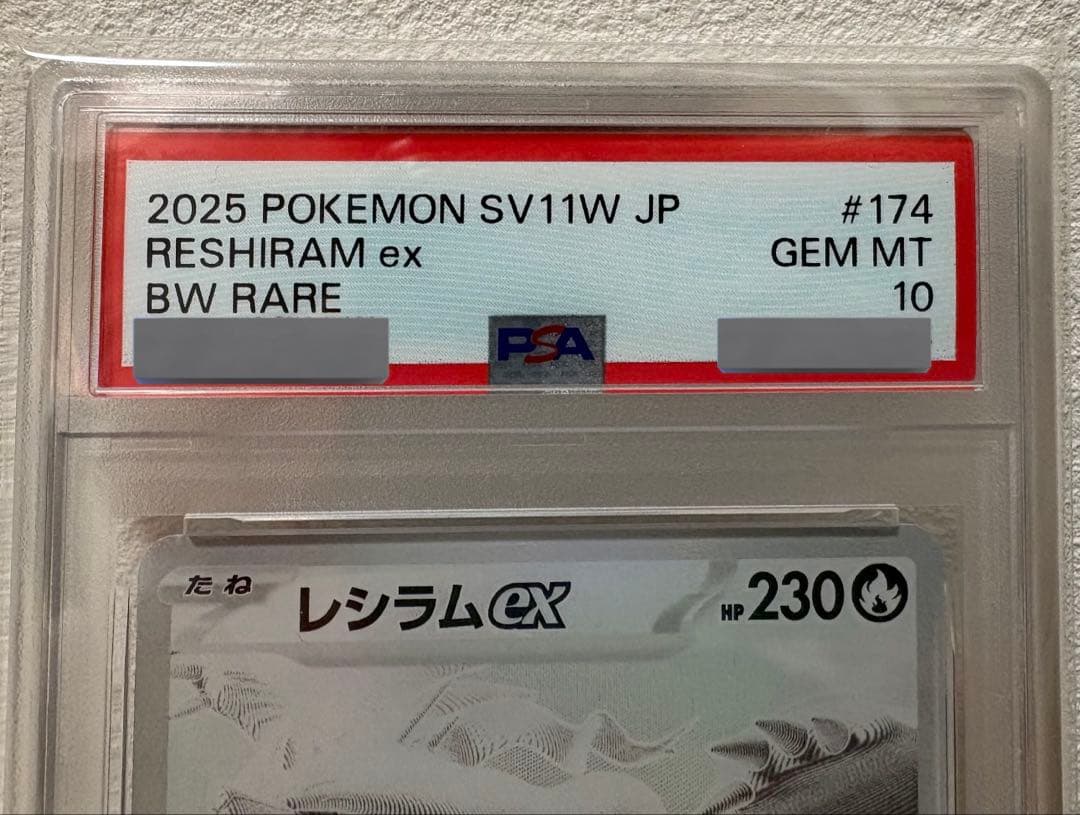 2025 POKEMON SV11W JP #174
RESHIRAM ex GEM MT
BW RARE 10
PSA
たね レシラムex HP230